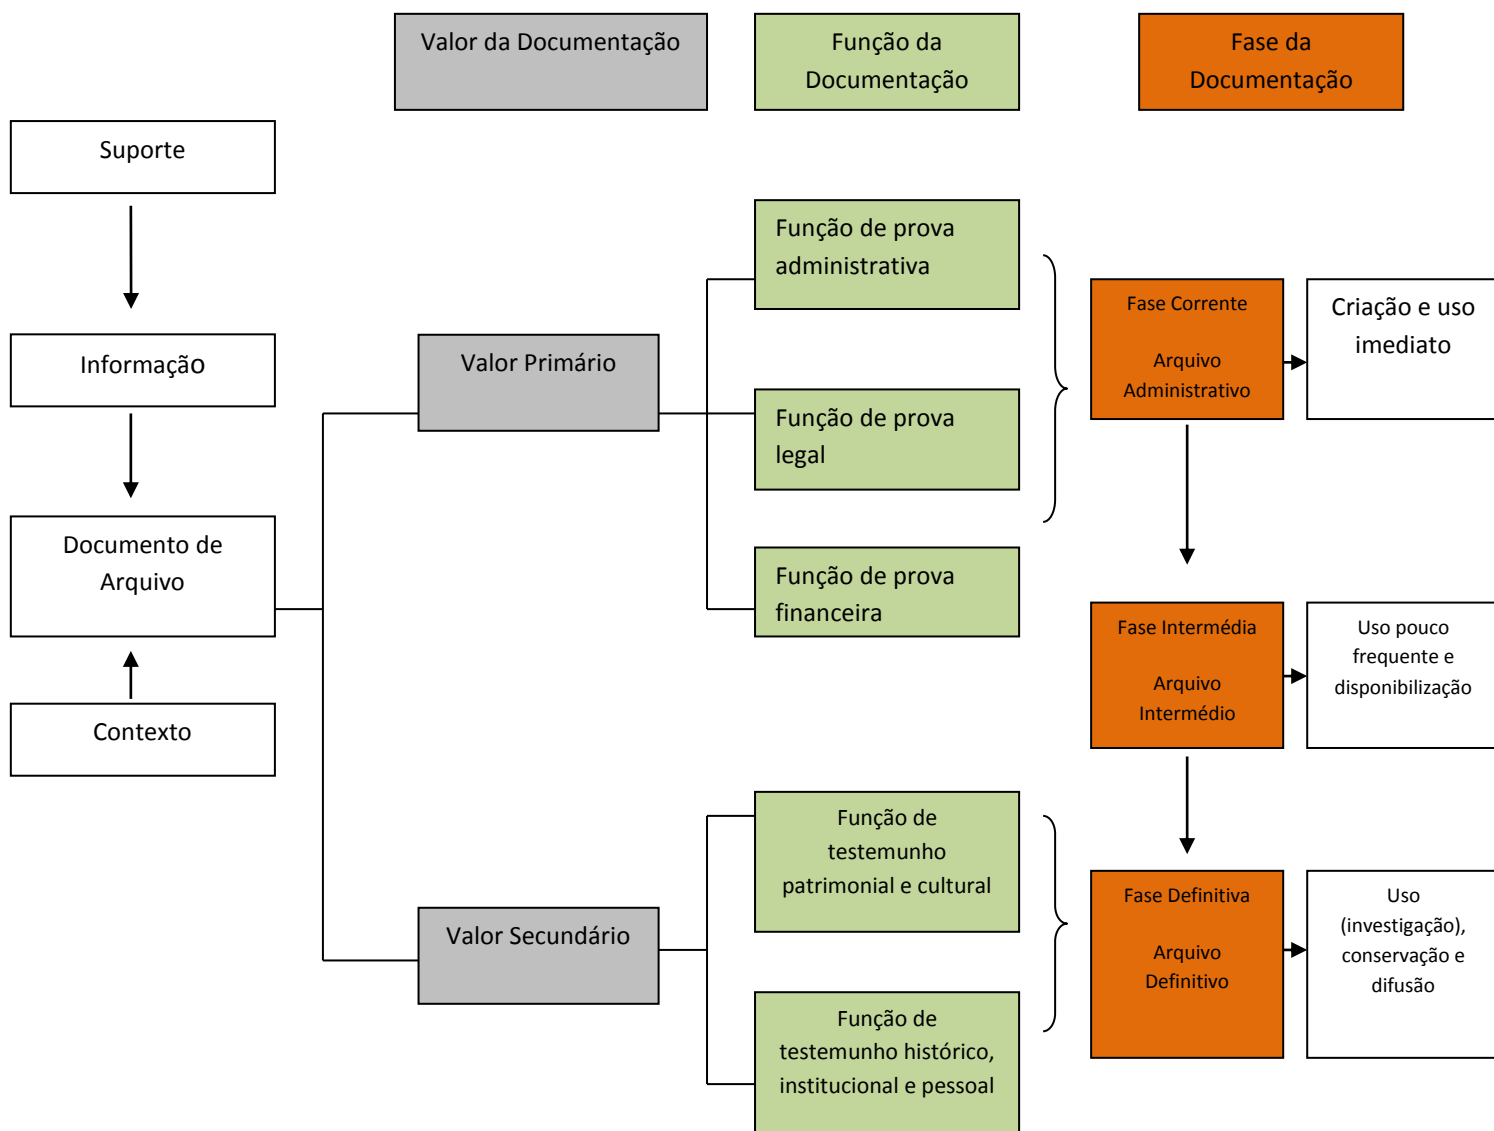 Valor da Documentação
Função da
Documentação
Fase da
Documentação
Suporte
Informação
Documento de
Arquivo
Contexto
Valor Primário
Valor Secundário
Função de prova
administrativa
Função de prova
legal
Função de prova
financeira
Função de
testemunho
patrimonial e cultural
Função de
testemunho histórico,
institucional e pessoal
Fase Corrente
Arquivo
Administrativo
Criação e uso
imediato
Fase Intermédia
Arquivo
Intermédio
Uso pouco
frequente e
disponibilização
Fase Definitiva
Arquivo
Definitivo
Uso
(investigação),
conservação e
difusão